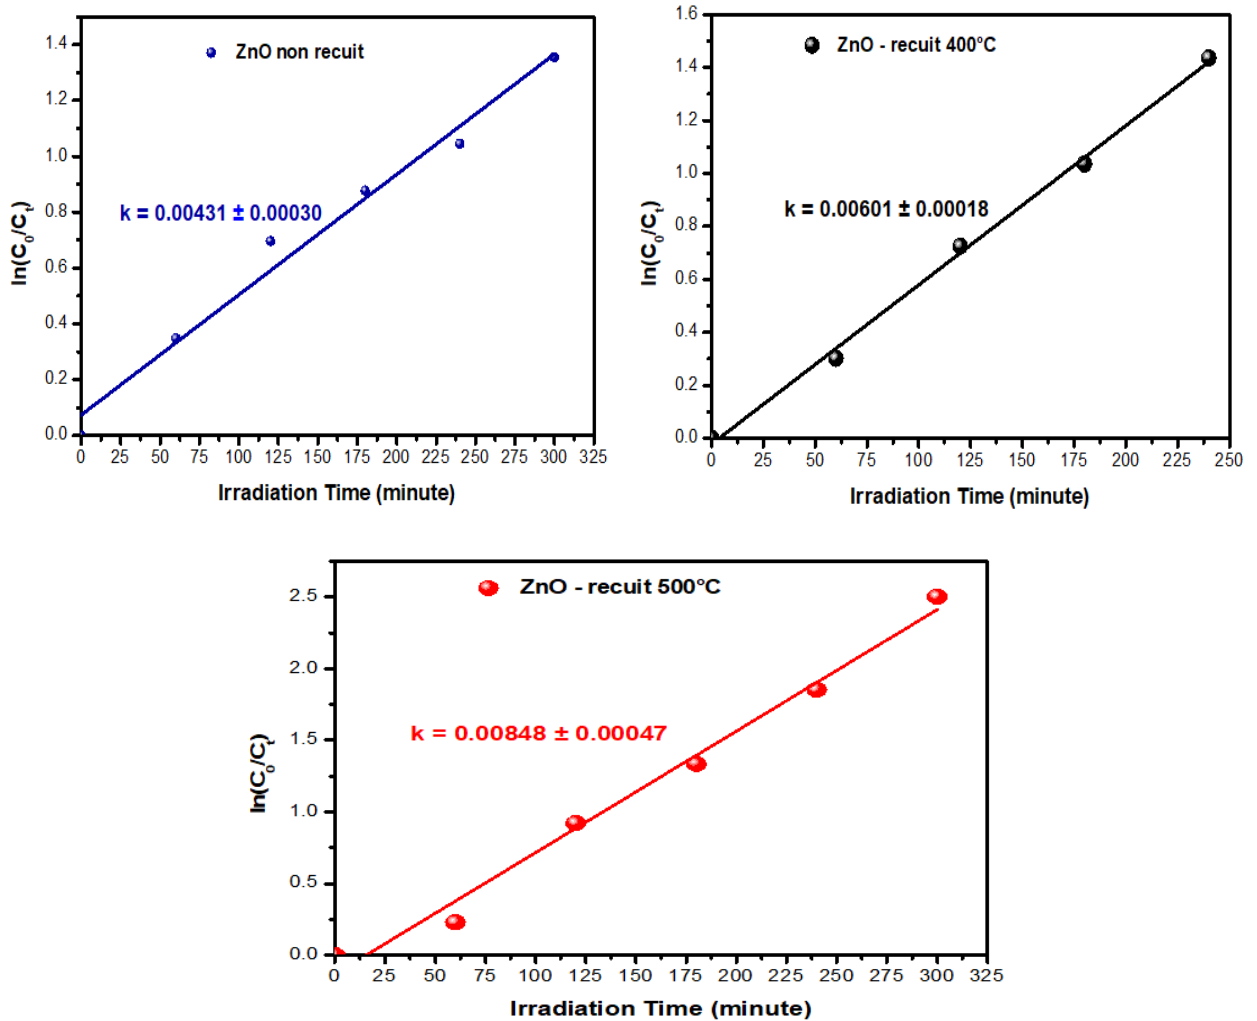 ZnO non recuit
k = 0.00431 ± 0.00030
ln(C0/Ct)
1.4
1.2
1.0
0.8
0.6
0.4
0.2
0.0
0 25 50 75 100 125 150 175 200 225 250 275 300 325
Irradiation Time (minute)
ZnO - recuit 400°C
k = 0.00601 ± 0.00018
ln(C0/Ct)
1.6
1.4
1.2
1.0
0.8
0.6
0.4
0.2
0.0
0 25 50 75 100 125 150 175 200 225 250
Irradiation Time (minute)
ZnO - recuit 500°C
k = 0.00848 ± 0.00047
ln(C0/Ct)
2.5
2.0
1.5
1.0
0.5
0.0
0 25 50 75 100 125 150 175 200 225 250 275 300 325
Irradiation Time (minute)